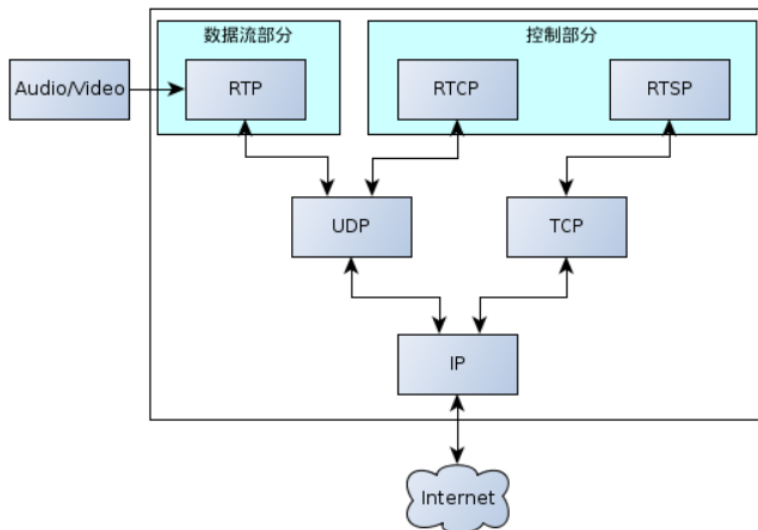 数据流部分
控制部分
Audio/Video
RTP
RTCP
RTSP
UDP
TCP
IP
Internet